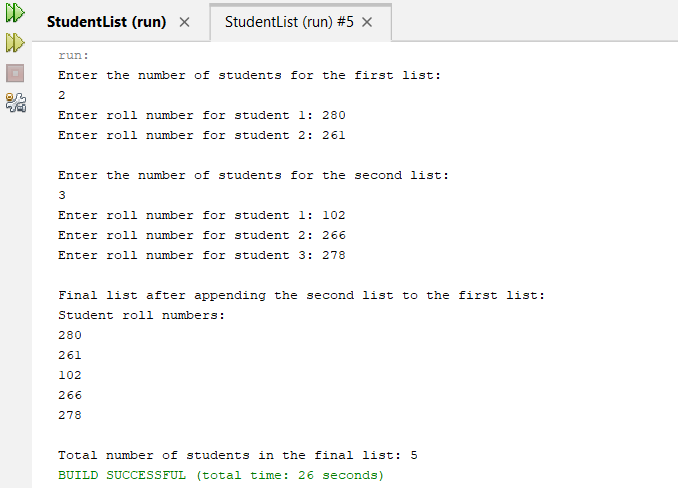 StudentList (run) ×
StudentList (run) #5 ×
run:
Enter the number of students for the first list:
2
Enter roll number for student 1: 280
Enter roll number for student 2: 261
Enter the number of students for the second list:
3
Enter roll number for student 1: 102
Enter roll number for student 2: 266
Enter roll number for student 3: 278
Final list after appending the second list to the first list:
Student roll numbers:
280
261
102
266
278
Total number of students in the final list: 5
BUILD SUCCESSFUL (total time: 26 seconds)